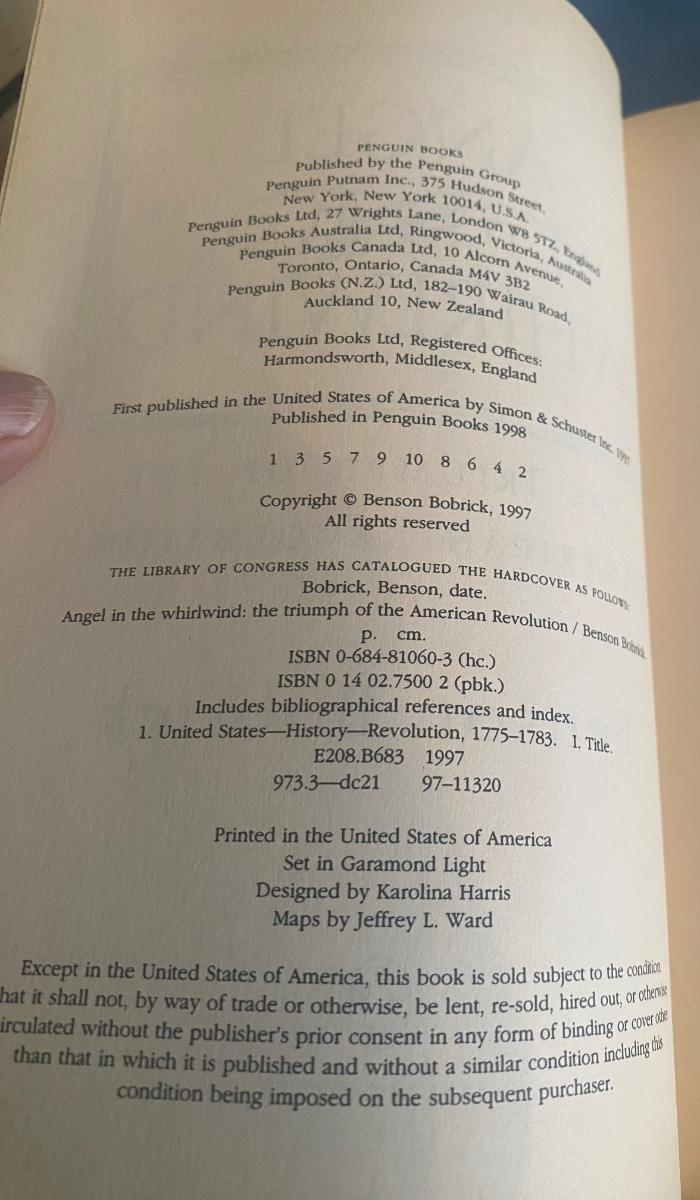 PENGUIN BOOKS
Published by the Penguin Group
Penguin Putnam Inc., 375 Hudson Street,
New York, New York 10014, U.S.A.
Penguin Books Ltd, 27 Wrights Lane, London W8 5TZ, England
Penguin Books Australia Ltd, Ringwood, Victoria, Australia
Penguin Books Canada Ltd, 10 Alcorn Avenue,
Toronto, Ontario, Canada M4V 3B2
Penguin Books (N.Z.) Ltd, 182–190 Wairau Road,
Auckland 10, New Zealand
Penguin Books Ltd, Registered Offices:
Harmondsworth, Middlesex, England
First published in the United States of America by Simon & Schuster Inc. 1997
Published in Penguin Books 1998
1 3 5 7 9 10 8 6 4 2
Copyright © Benson Bobrick, 1997
All rights reserved
THE LIBRARY OF CONGRESS HAS CATALOGUED THE HARDCOVER AS FOLLOWS:
Bobrick, Benson, date.
Angel in the whirlwind: the triumph of the American Revolution / Benson Bobrick
p. cm.
ISBN 0-684-81060-3 (hc.)
ISBN 0 14 02.7500 2 (pbk.)
Includes bibliographical references and index.
1. United States—History—Revolution, 1775–1783. I. Title.
E208.B683 1997
973.3—dc21 97–11320
Printed in the United States of America
Set in Garamond Light
Designed by Karolina Harris
Maps by Jeffrey L. Ward
Except in the United States of America, this book is sold subject to the condition
hat it shall not, by way of trade or otherwise, be lent, re-sold, hired out, or otherwise
irculated without the publisher's prior consent in any form of binding or cover other
than that in which it is published and without a similar condition including this
condition being imposed on the subsequent purchaser.